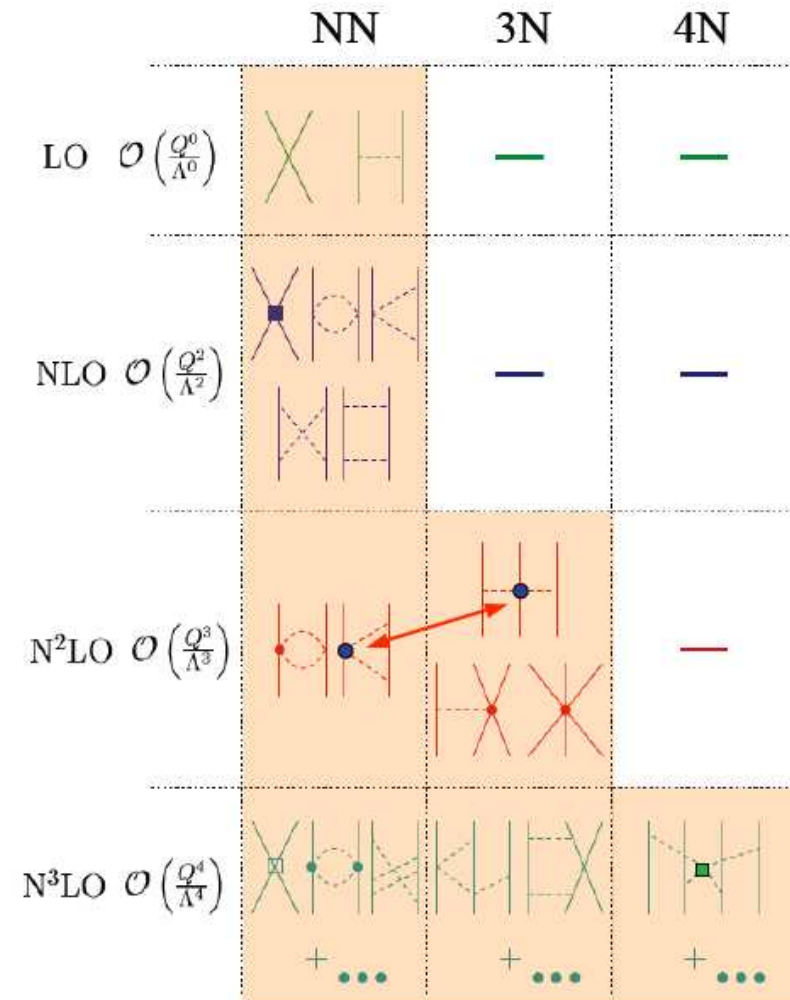 NN 3N 4N
LO 𝒪(Q⁰/Λ⁰)
NLO 𝒪(Q²/Λ²)
N²LO 𝒪(Q³/Λ³)
N³LO 𝒪(Q⁴/Λ⁴)
+ ... + ... + ...